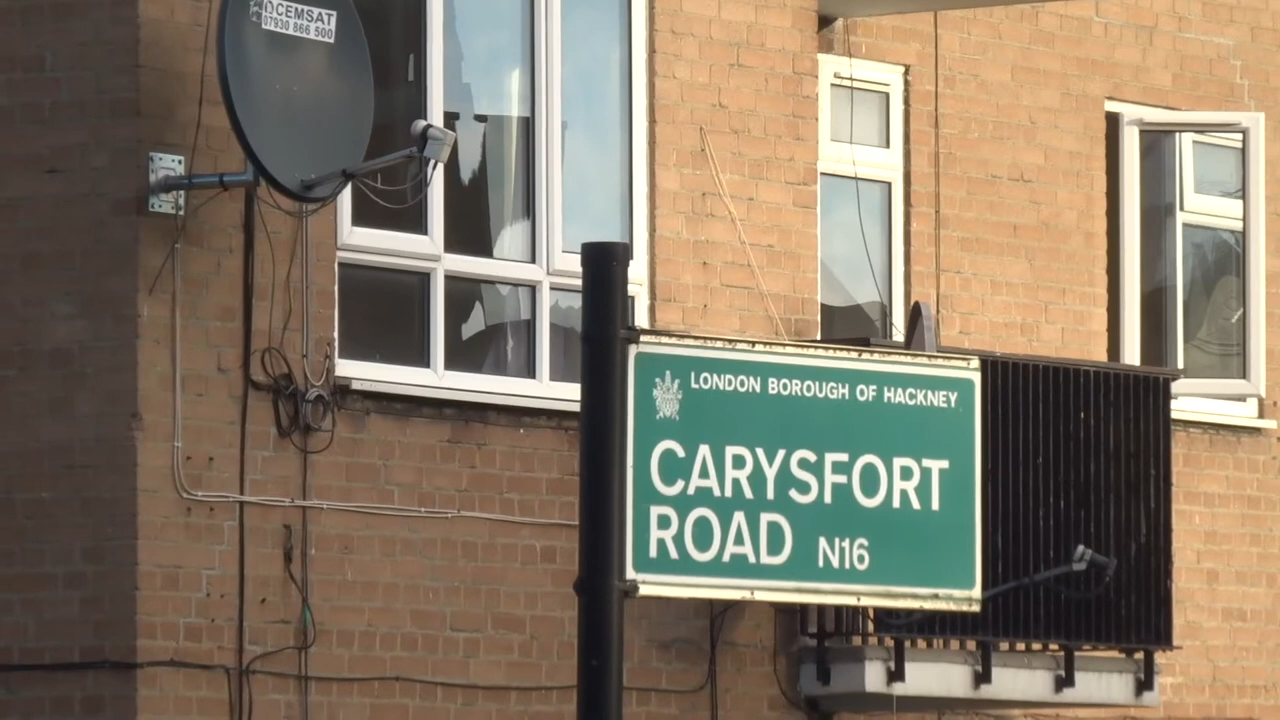 CEMSAT
07930 866 500
LONDON BOROUGH OF HACKNEY
CARYSFORT
ROAD N16